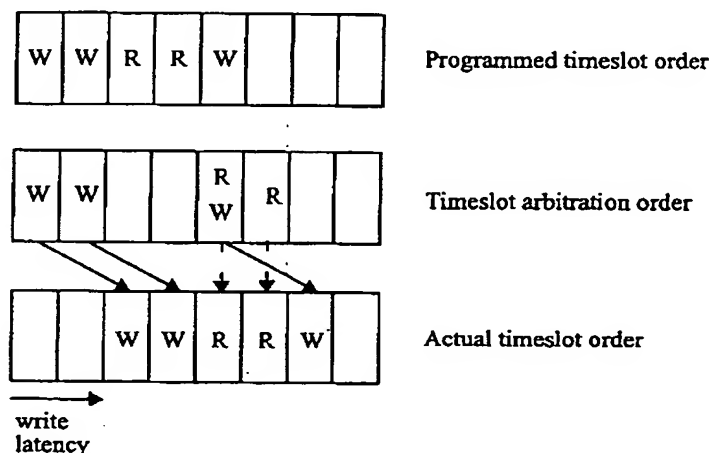 W W R R W
Programmed timeslot order
R
W W R
W
Timeslot arbitration order
W W R R W
Actual timeslot order
write
latency